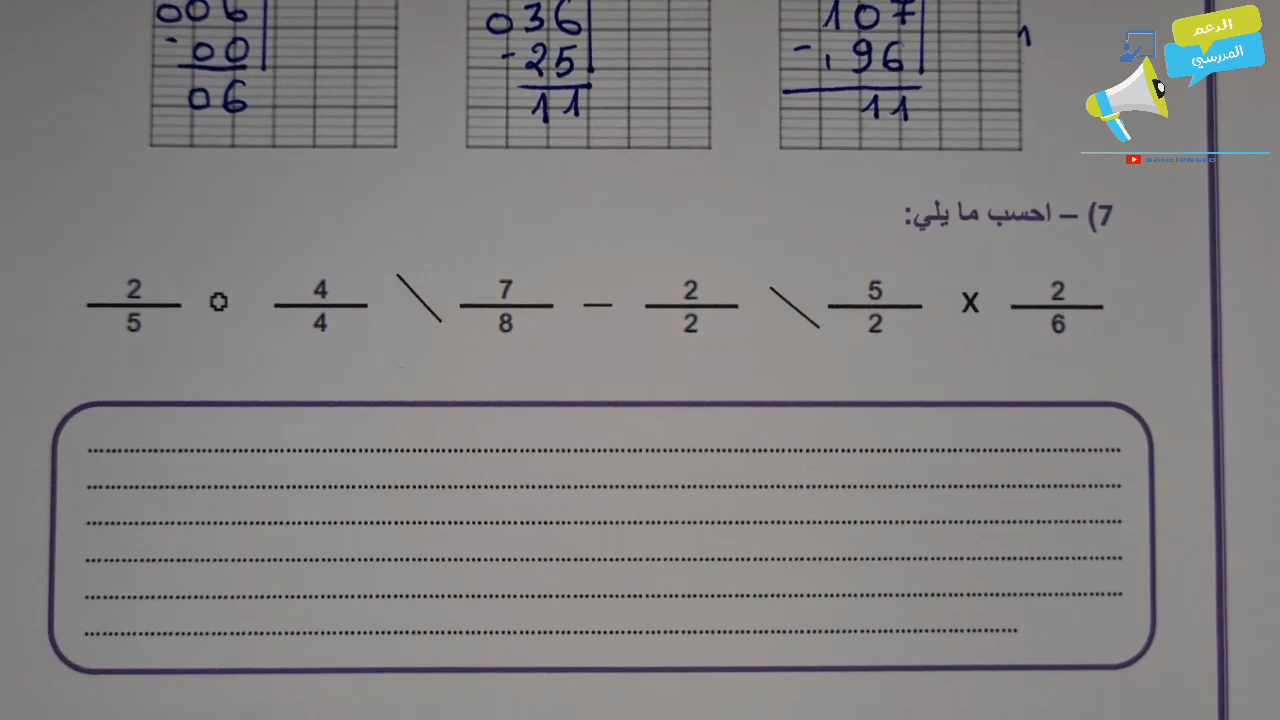 006 036 107
- 00 - 25 - 96
06 11 11
الدعم
المدرسي
7) – احسب ما يلي:
2/5 + 4/4 \ 7/8 — 2/2 \ 5/2 X 2/6